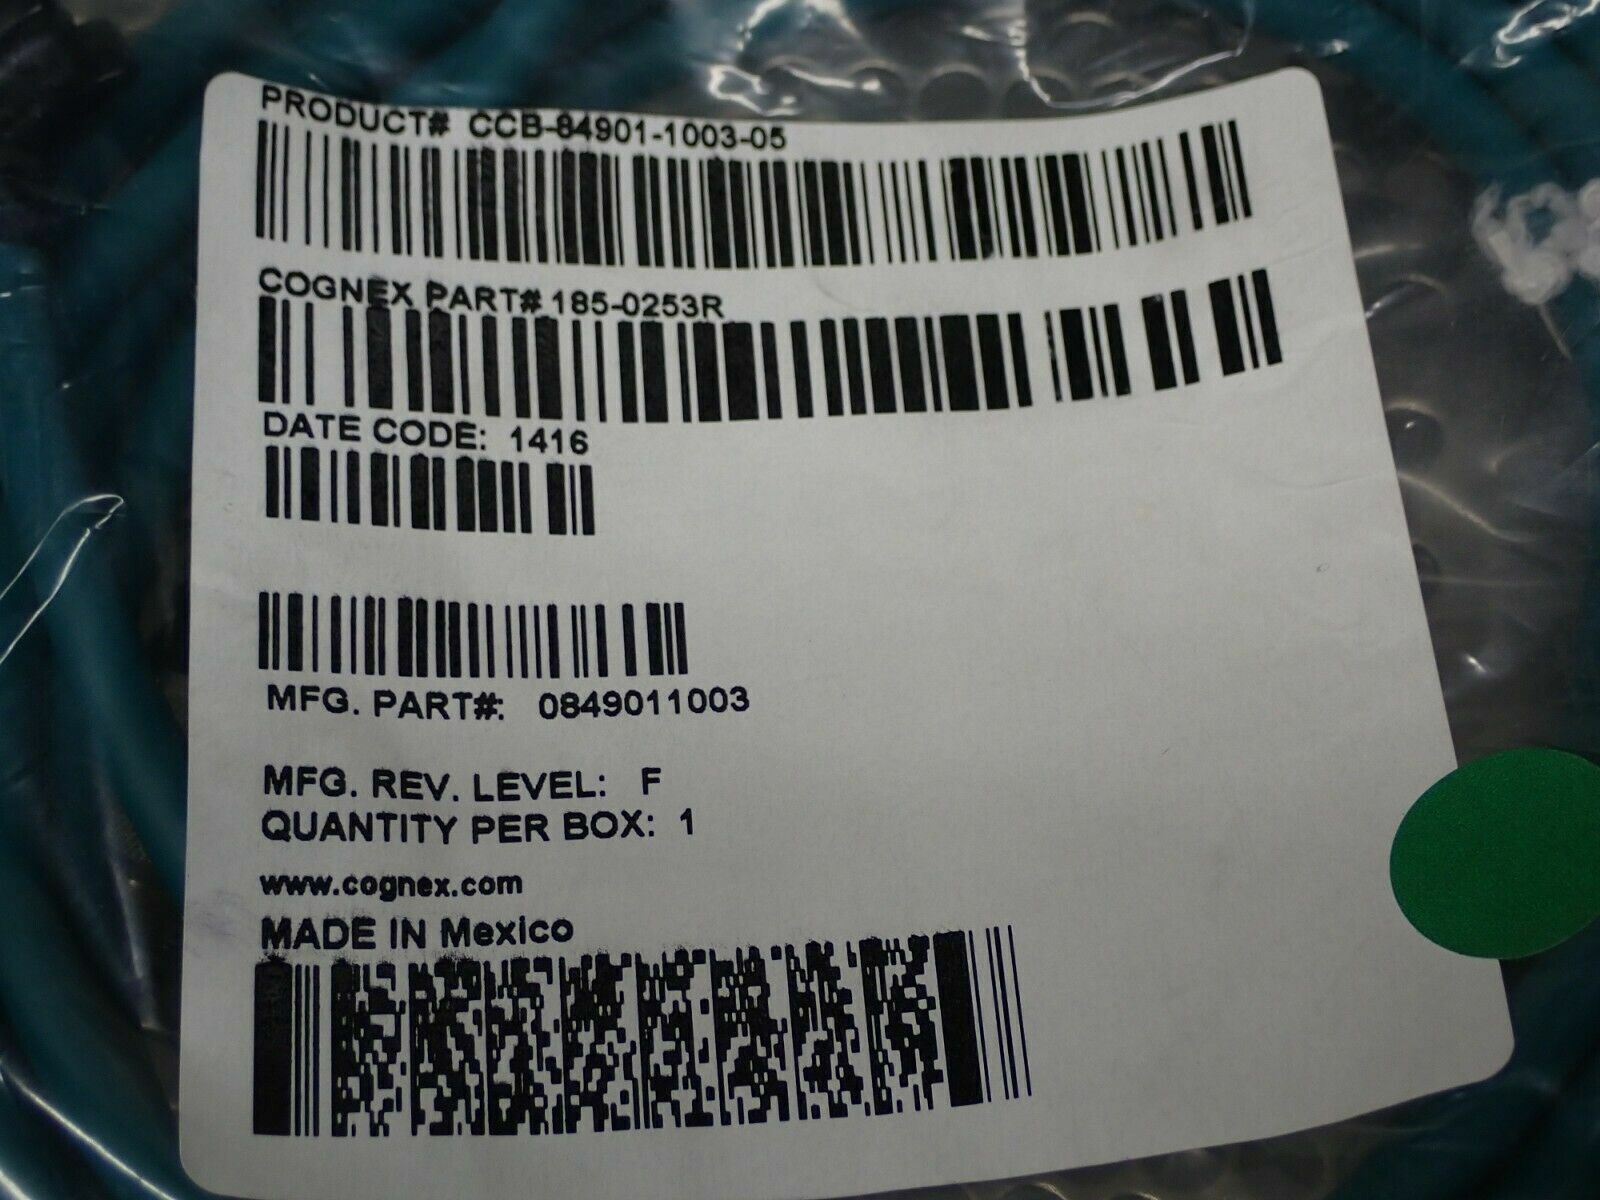 PRODUCT# CCB-84901-1003-05
COGNEX PART# 185-0253R
DATE CODE: 1416
MFG. PART#: 0849011003
MFG. REV. LEVEL: F
QUANTITY PER BOX: 1
www.cognex.com
MADE IN Mexico